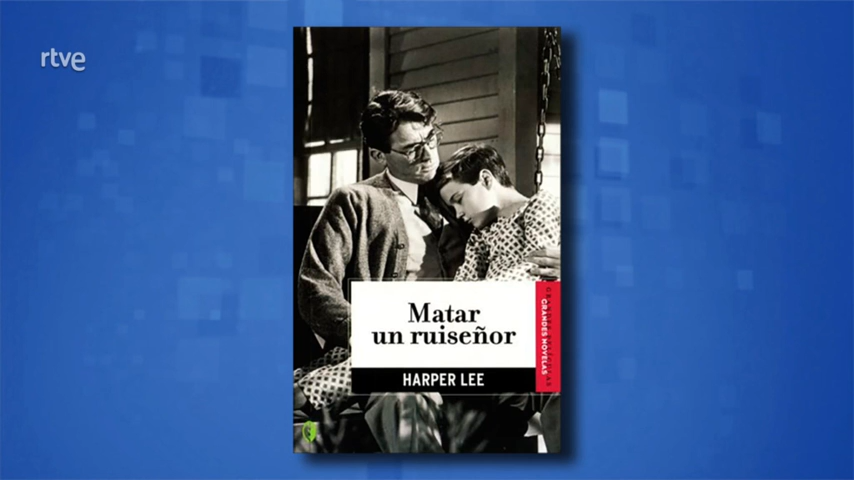 rtve
Matar
un ruiseñor
HARPER LEE
GRANDES NOVELAS